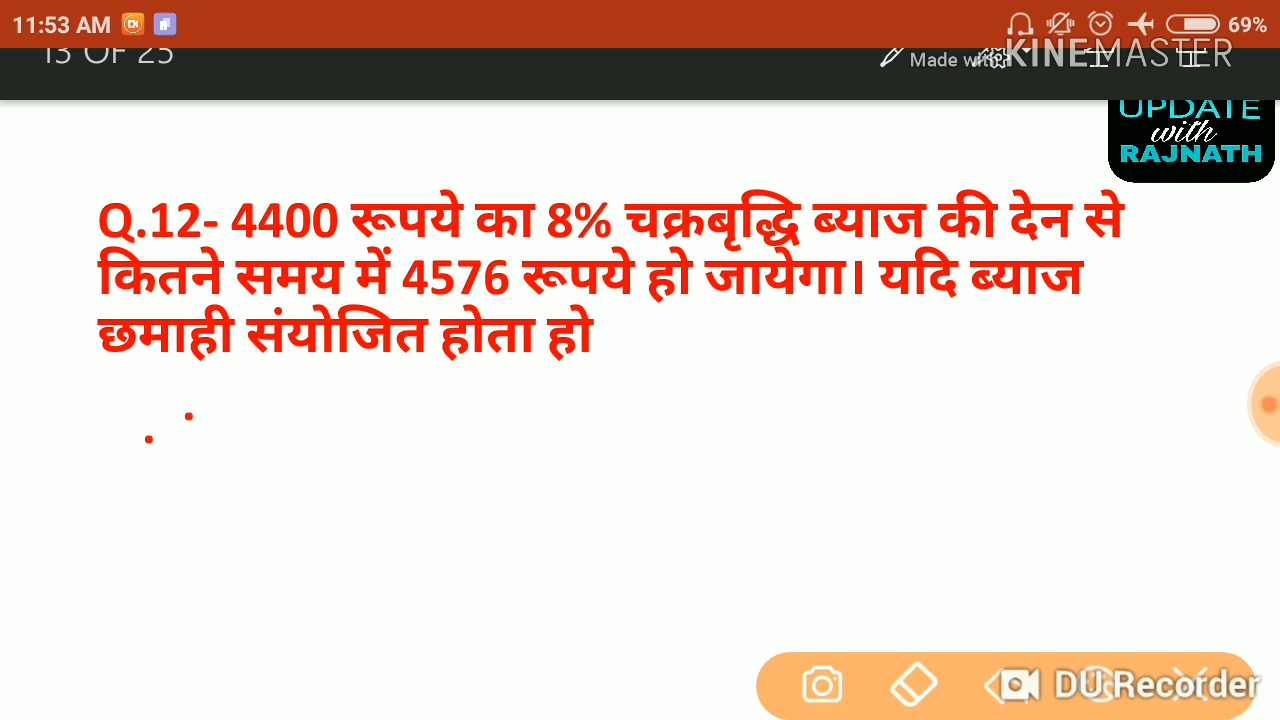 11:53 AM 69%
13 OF 25
Made with KINEMASTER
UPDATE
with
RAJNATH
Q.12- 4400 रूपये का 8% चक्रबृद्धि ब्याज की देन से
कितने समय में 4576 रूपये हो जायेगा। यदि ब्याज
छमाही संयोजित होता हो
DU Recorder